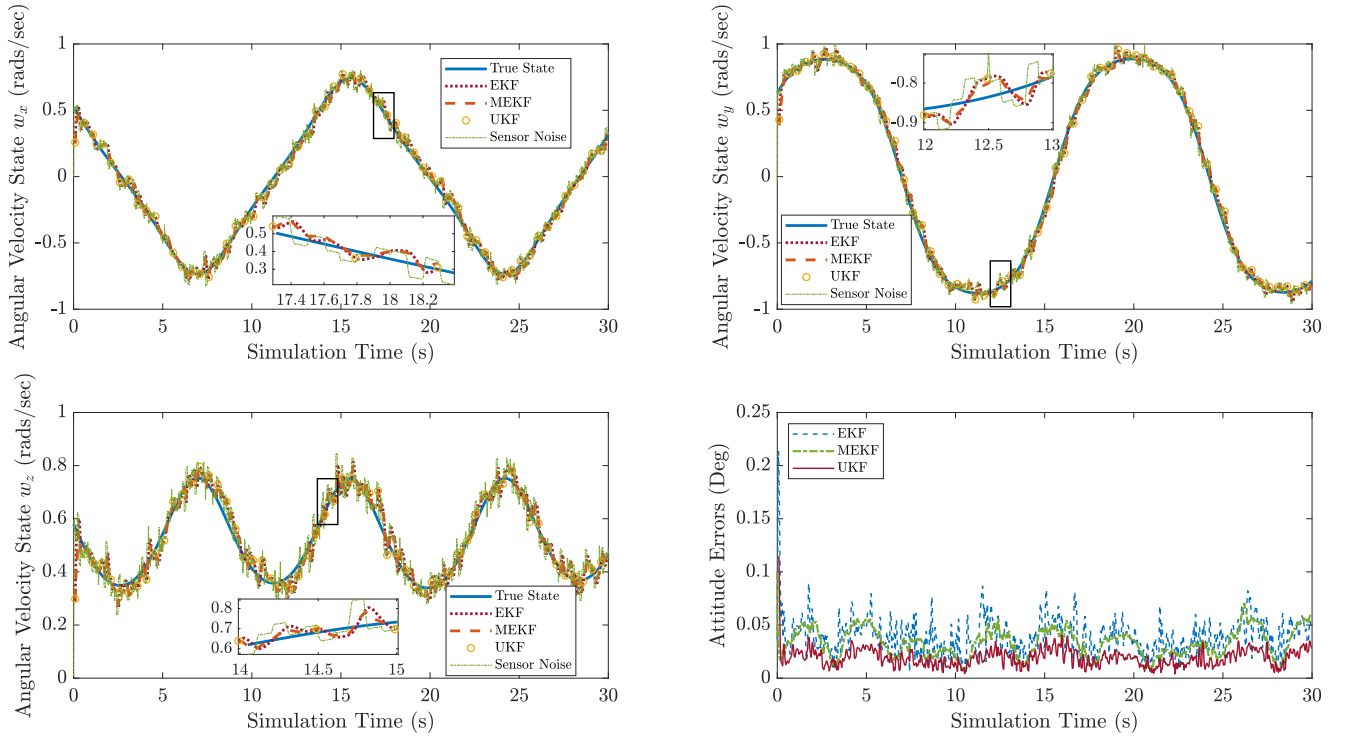 Angular Velocity State w_x (rads/sec)
1
0.5
0
-0.5
-1
True State
EKF
MEKF
UKF
Sensor Noise
0.5
0.4
0.3
17.4 17.6 17.8 18 18.2
0 5 10 15 20 25 30
Simulation Time (s)
Angular Velocity State w_y (rads/sec)
1
0.5
0
-0.5
-1
-0.8
-0.9
12 12.5 13
True State
EKF
MEKF
UKF
Sensor Noise
0 5 10 15 20 25 30
Simulation Time (s)
Angular Velocity State w_z (rads/sec)
1
0.8
0.6
0.4
0.2
0
0.8
0.7
0.6
14 14.5 15
True State
EKF
MEKF
UKF
Sensor Noise
0 5 10 15 20 25 30
Simulation Time (s)
Attitude Errors (Deg)
0.25
0.2
0.15
0.1
0.05
0
EKF
MEKF
UKF
0 5 10 15 20 25 30
Simulation Time (s)